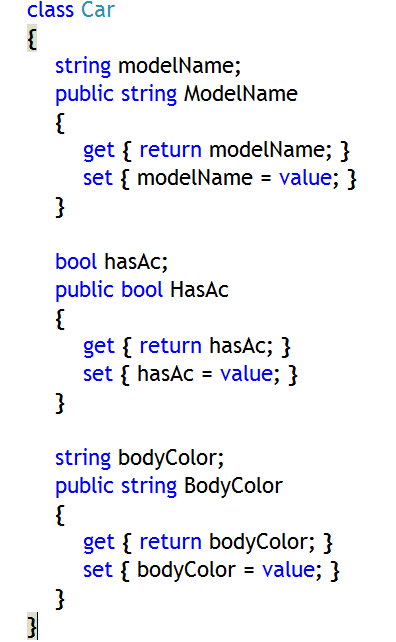 class Car
{
string modelName;
public string ModelName
{
get { return modelName; }
set { modelName = value; }
}
bool hasAc;
public bool HasAc
{
get { return hasAc; }
set { hasAc = value; }
}
string bodyColor;
public string BodyColor
{
get { return bodyColor; }
set { bodyColor = value; }
}
}